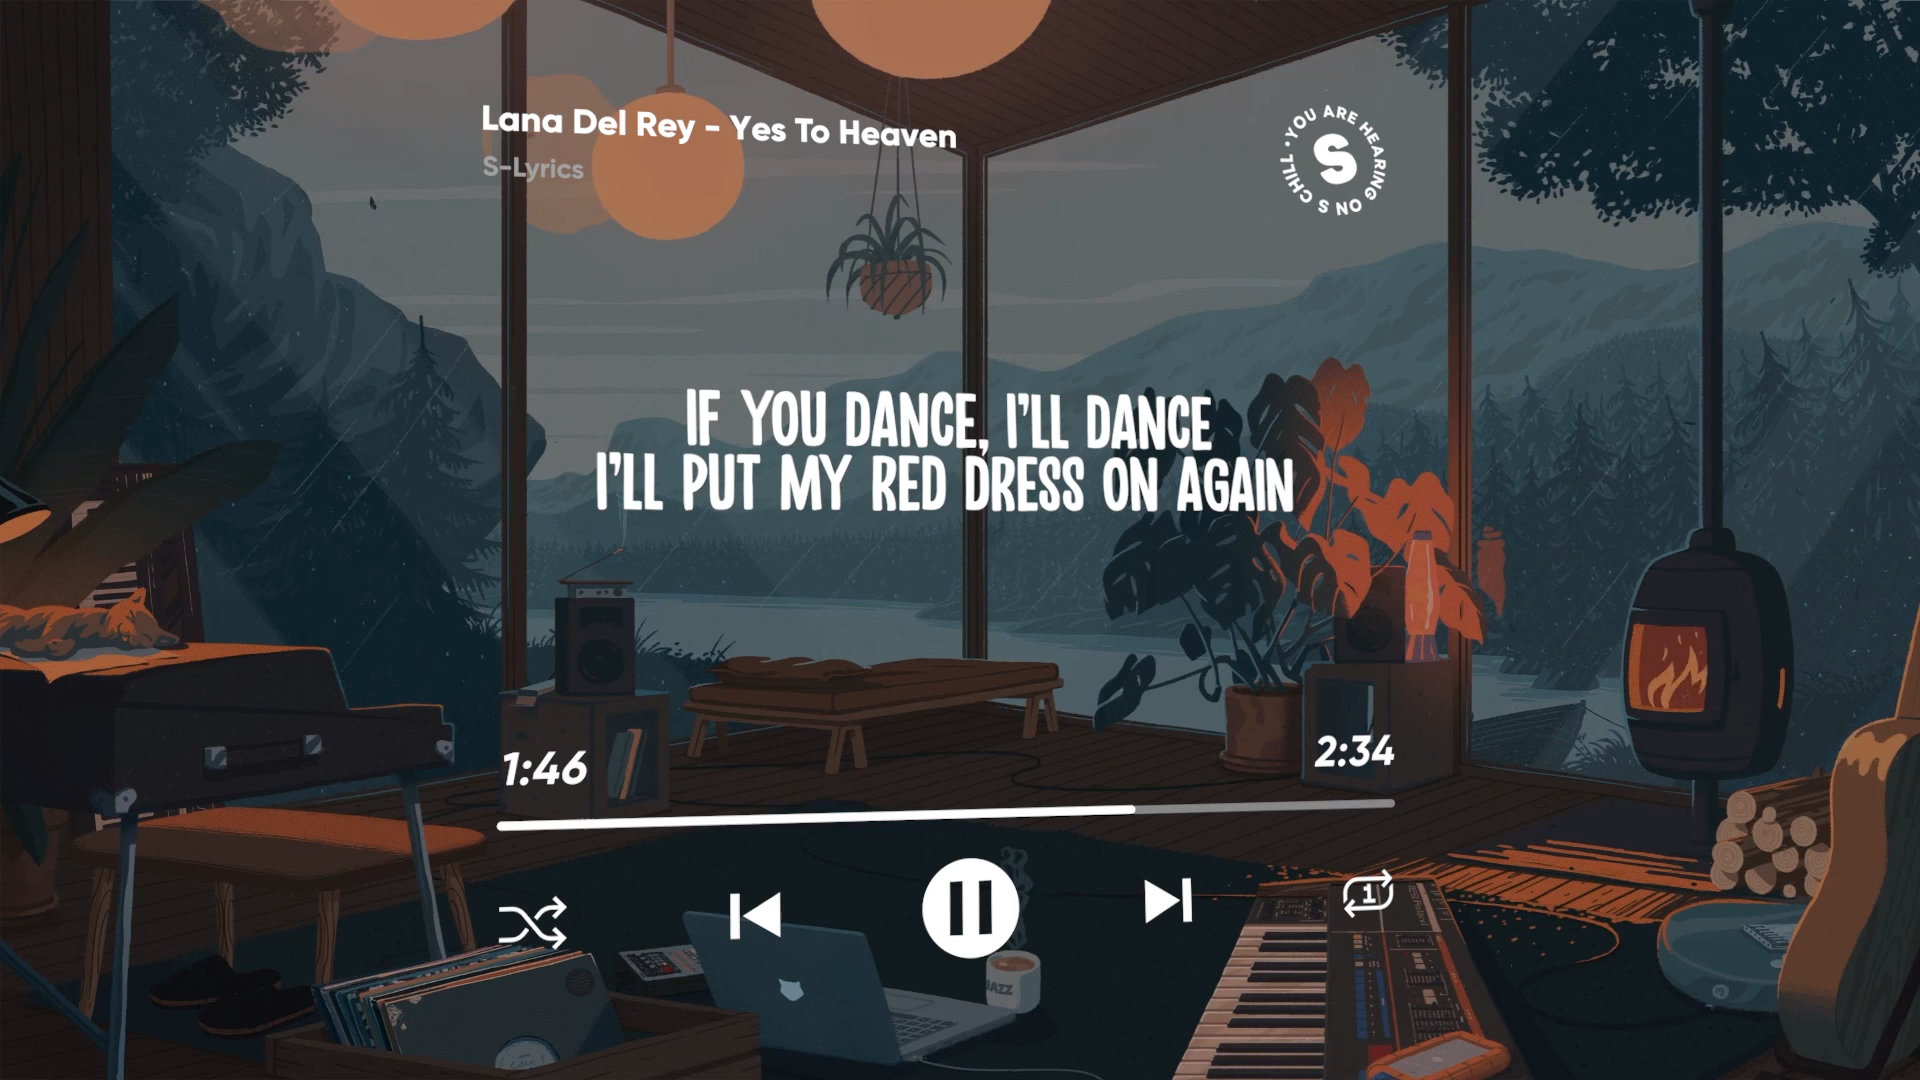 Lana Del Rey - Yes To Heaven
S-Lyrics
YOU ARE HEARING ON S CHILL •
S
IF YOU DANCE, I'LL DANCE
I'LL PUT MY RED DRESS ON AGAIN
1:46
2:34
1
JAZZ